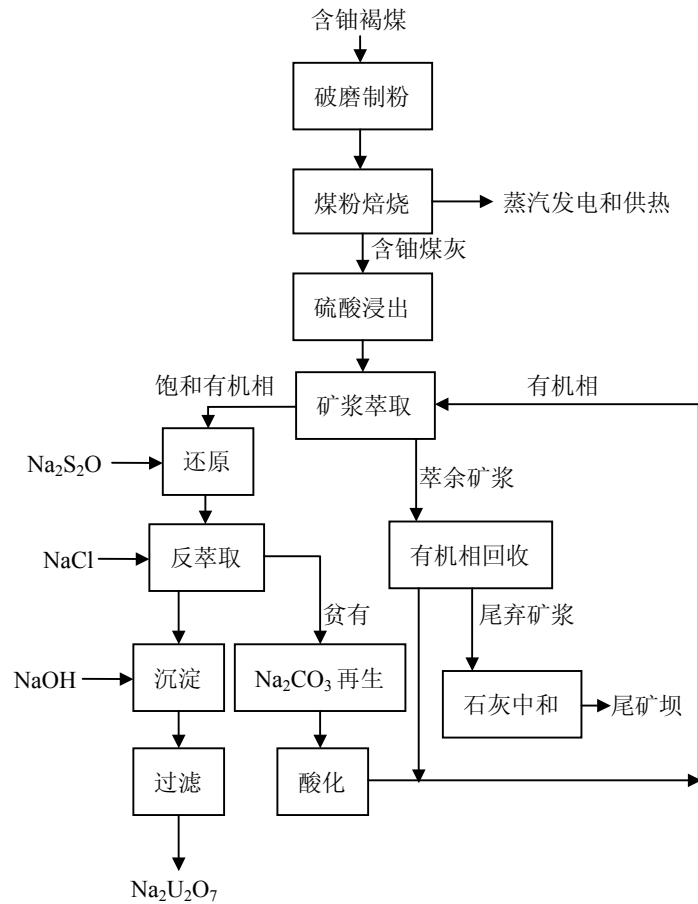 含铀褐煤
破磨制粉
煤粉焙烧
蒸汽发电和供热
含铀煤灰
硫酸浸出
饱和有机相
矿浆萃取
有机相
Na₂S₂O
还原
萃余矿浆
NaCl
反萃取
有机相回收
贫有
尾弃矿浆
NaOH
沉淀
Na₂CO₃ 再生
石灰中和
尾矿坝
过滤
酸化
Na₂U₂O₇